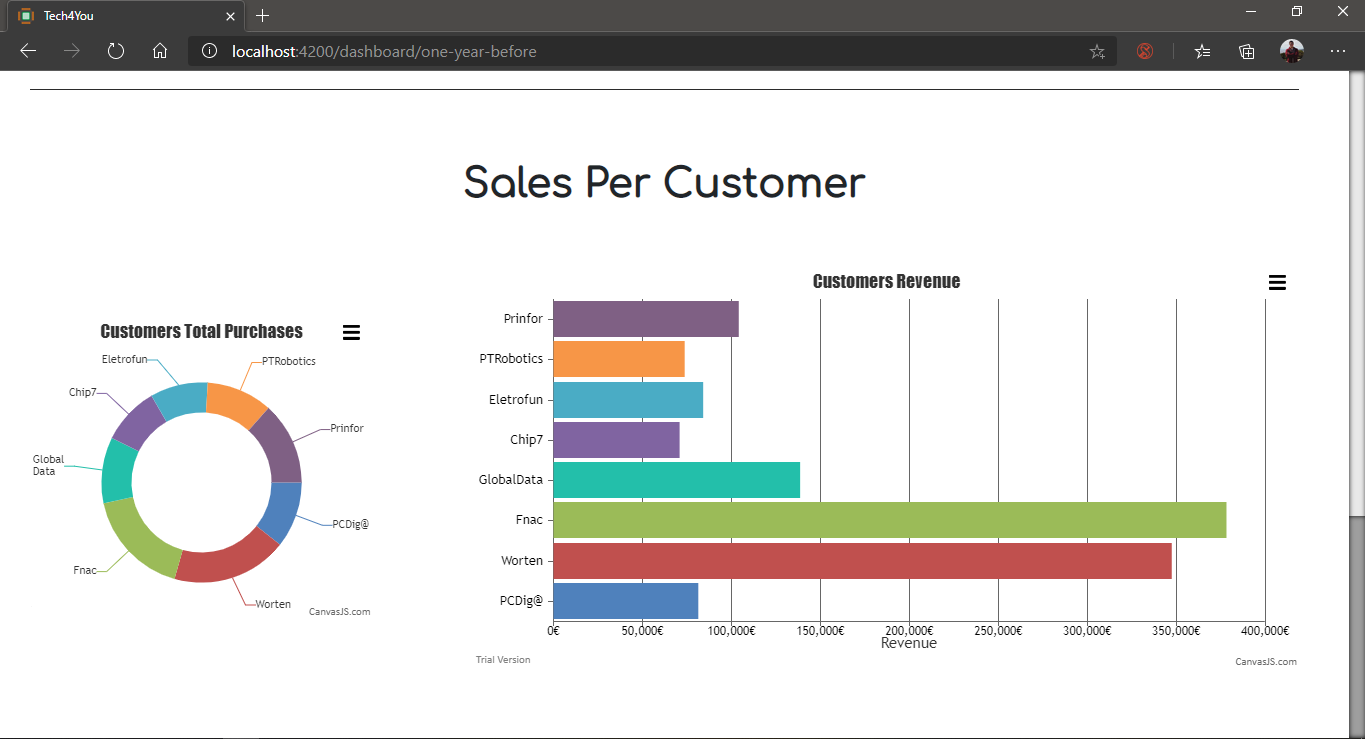 Tech4You
localhost:4200/dashboard/one-year-before
Sales Per Customer
Customers Total Purchases
Eletrofun
PTRobotics
Chip7
Prinfor
Global
Data
PCDig@
Fnac
Worten
CanvasJS.com
Customers Revenue
Prinfor
PTRobotics
Eletrofun
Chip7
GlobalData
Fnac
Worten
PCDig@
0€ 50,000€ 100,000€ 150,000€ 200,000€ 250,000€ 300,000€ 350,000€ 400,000€
Revenue
Trial Version
CanvasJS.com